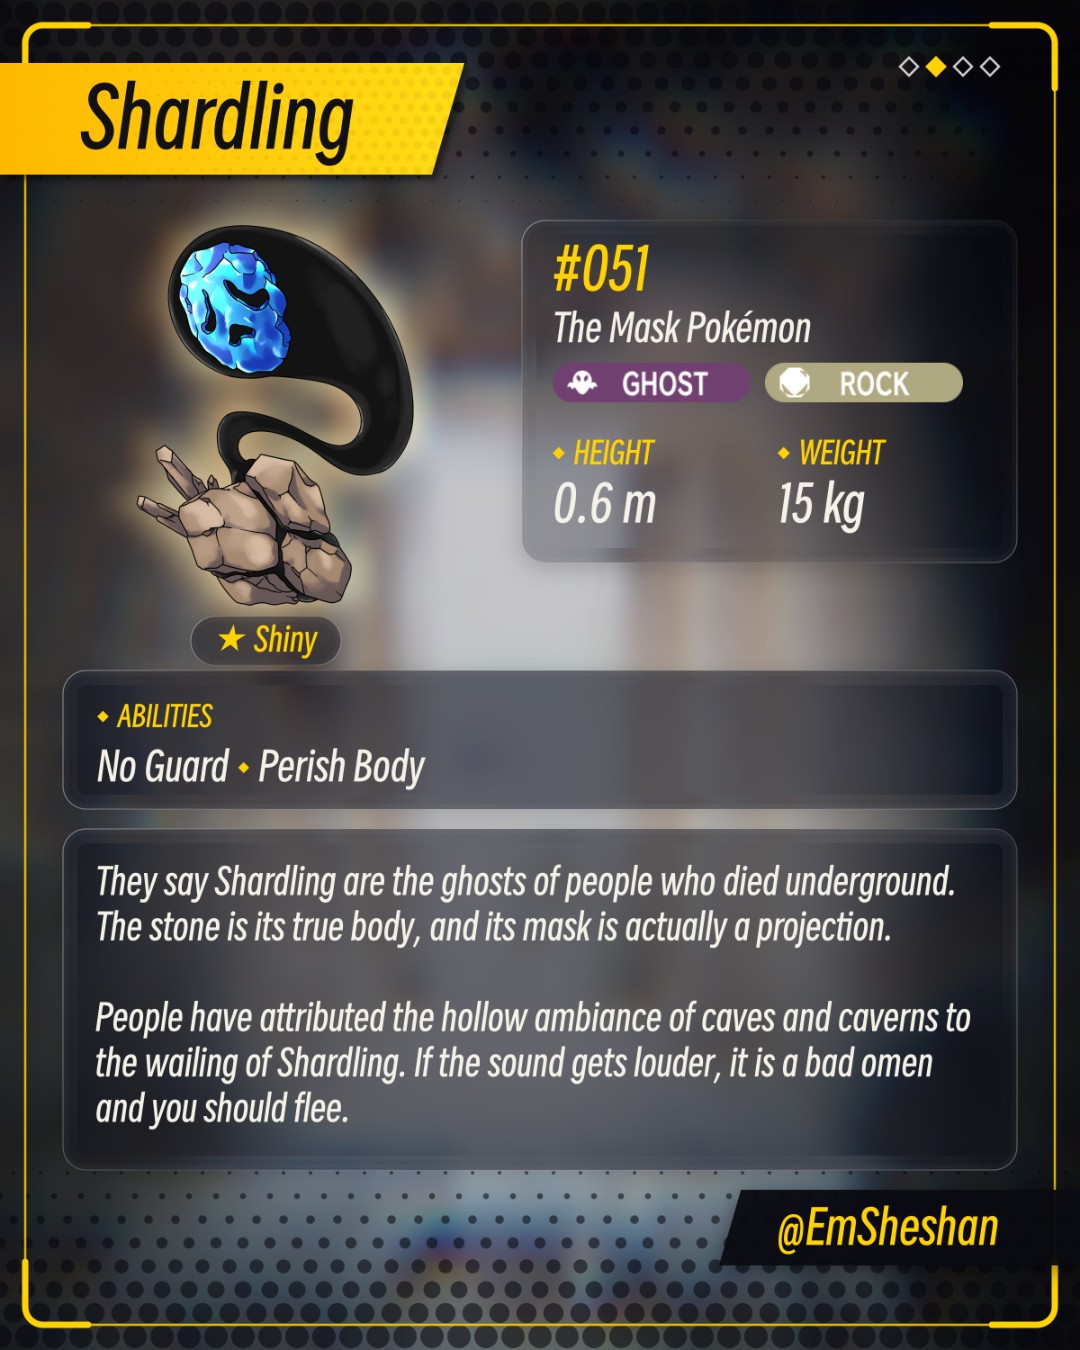 Shardling
#051
The Mask Pokémon
GHOST
ROCK
HEIGHT
WEIGHT
0.6 m
15 kg
★ Shiny
ABILITIES
No Guard ⬥ Perish Body
They say Shardling are the ghosts of people who died underground.
The stone is its true body, and its mask is actually a projection.
People have attributed the hollow ambiance of caves and caverns to
the wailing of Shardling. If the sound gets louder, it is a bad omen
and you should flee.
@EmSheshan